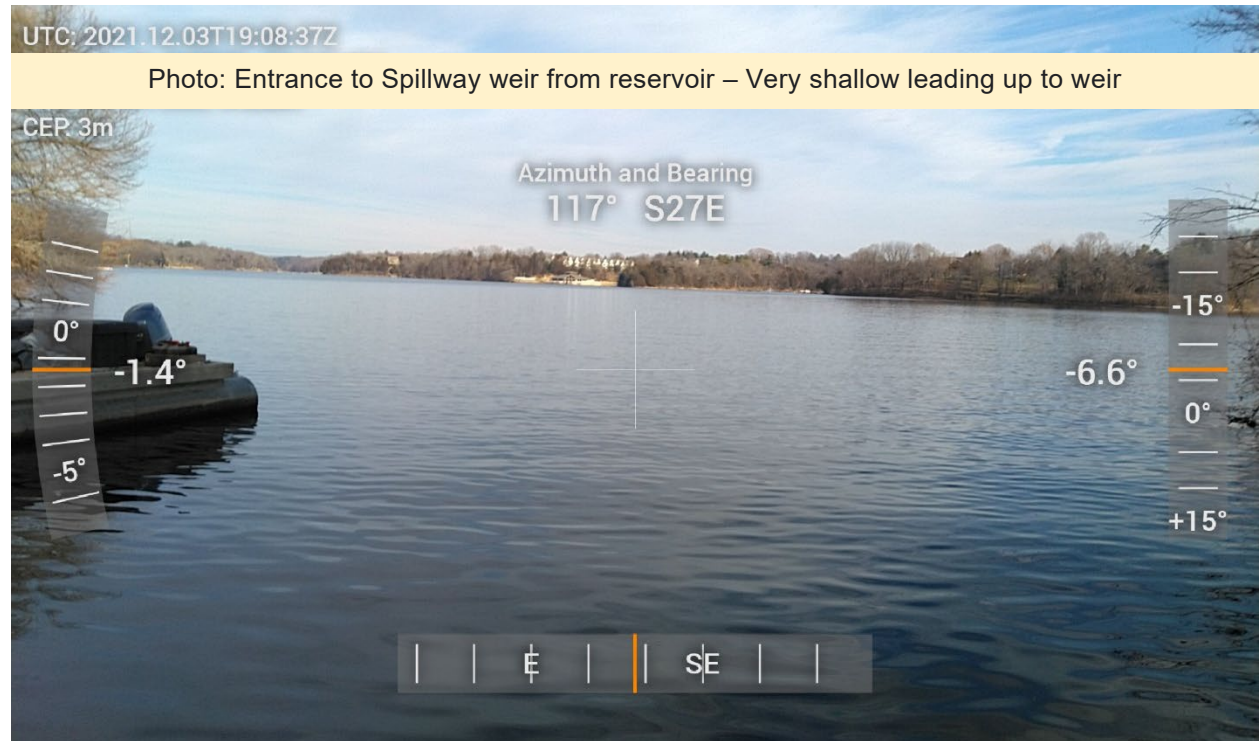 UTC: 2021.12.03T19:08:37Z
Photo: Entrance to Spillway weir from reservoir – Very shallow leading up to weir
CEP. 3m
Azimuth and Bearing
117° S27E
0°
-1.4°
-5°
-15°
-6.6°
0°
+15°
E SE